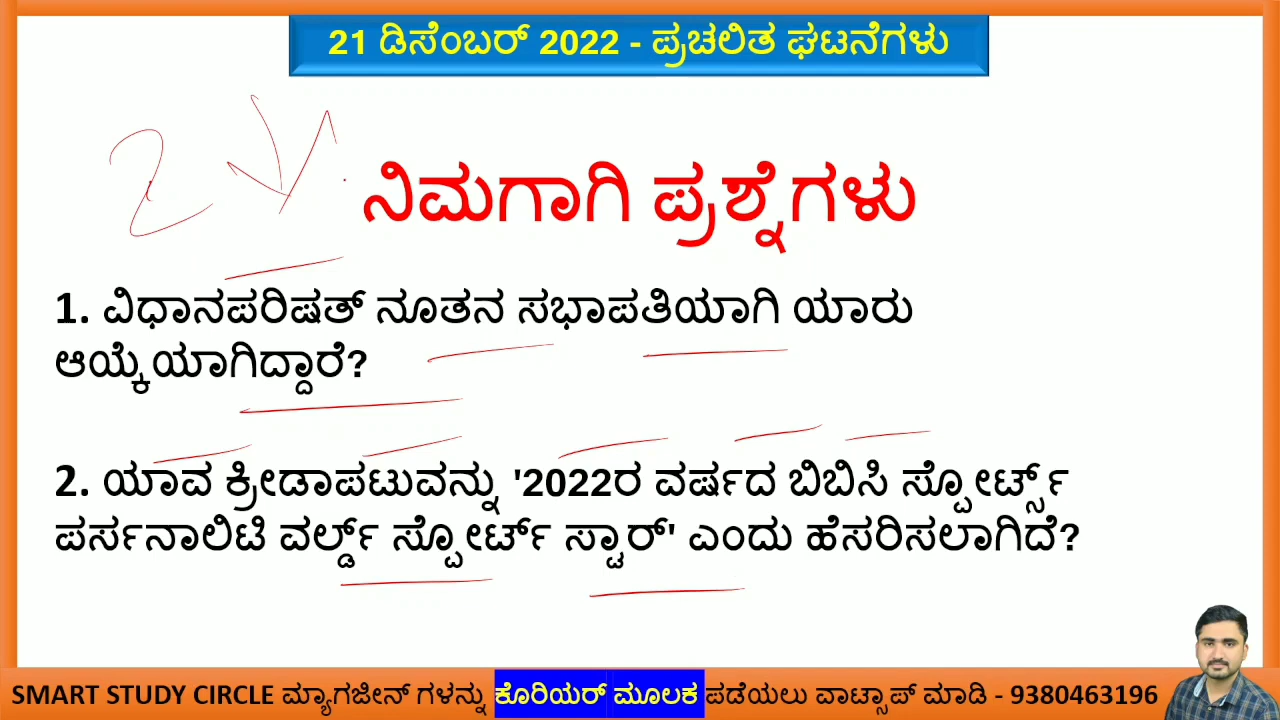 21 ಡಿಸೆಂಬರ್ 2022 - ಪ್ರಚಲಿತ ಘಟನೆಗಳು
ನಿಮಗಾಗಿ ಪ್ರಶ್ನೆಗಳು
1. ವಿಧಾನಪರಿಷತ್ ನೂತನ ಸಭಾಪತಿಯಾಗಿ ಯಾರು
ಆಯ್ಕೆಯಾಗಿದ್ದಾರೆ?
2. ಯಾವ ಕ್ರೀಡಾಪಟುವನ್ನು '2022ರ ವರ್ಷದ ಬಿಬಿಸಿ ಸ್ಪೋರ್ಟ್ಸ್
ಪರ್ಸನಾಲಿಟಿ ವರ್ಲ್ಡ್ ಸ್ಪೋರ್ಟ್ ಸ್ಟಾರ್' ಎಂದು ಹೆಸರಿಸಲಾಗಿದೆ?
SMART STUDY CIRCLE ಮ್ಯಾಗಜೀನ್ ಗಳನ್ನು ಕೊರಿಯರ್ ಮೂಲಕ ಪಡೆಯಲು ವಾಟ್ಸಾಪ್ ಮಾಡಿ - 9380463196